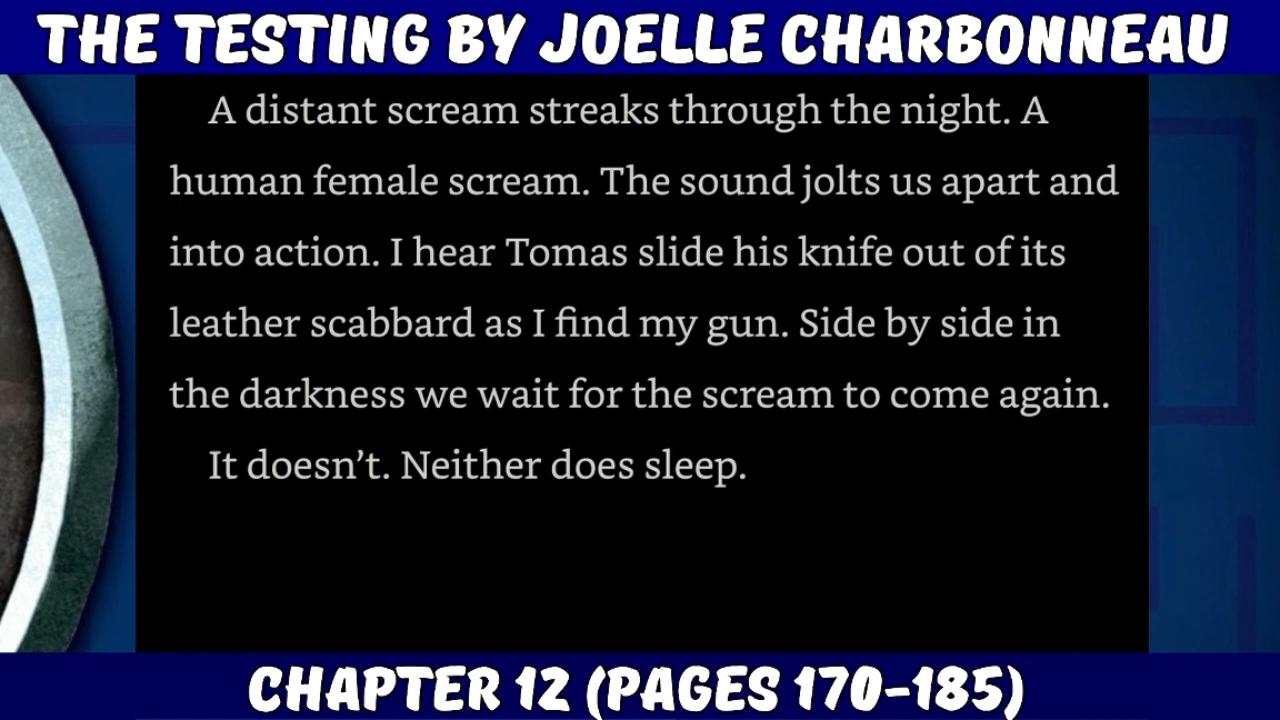 THE TESTING BY JOELLE CHARBONNEAU
A distant scream streaks through the night. A
human female scream. The sound jolts us apart and
into action. I hear Tomas slide his knife out of its
leather scabbard as I find my gun. Side by side in
the darkness we wait for the scream to come again.
It doesn’t. Neither does sleep.
CHAPTER 12 (PAGES 170-185)